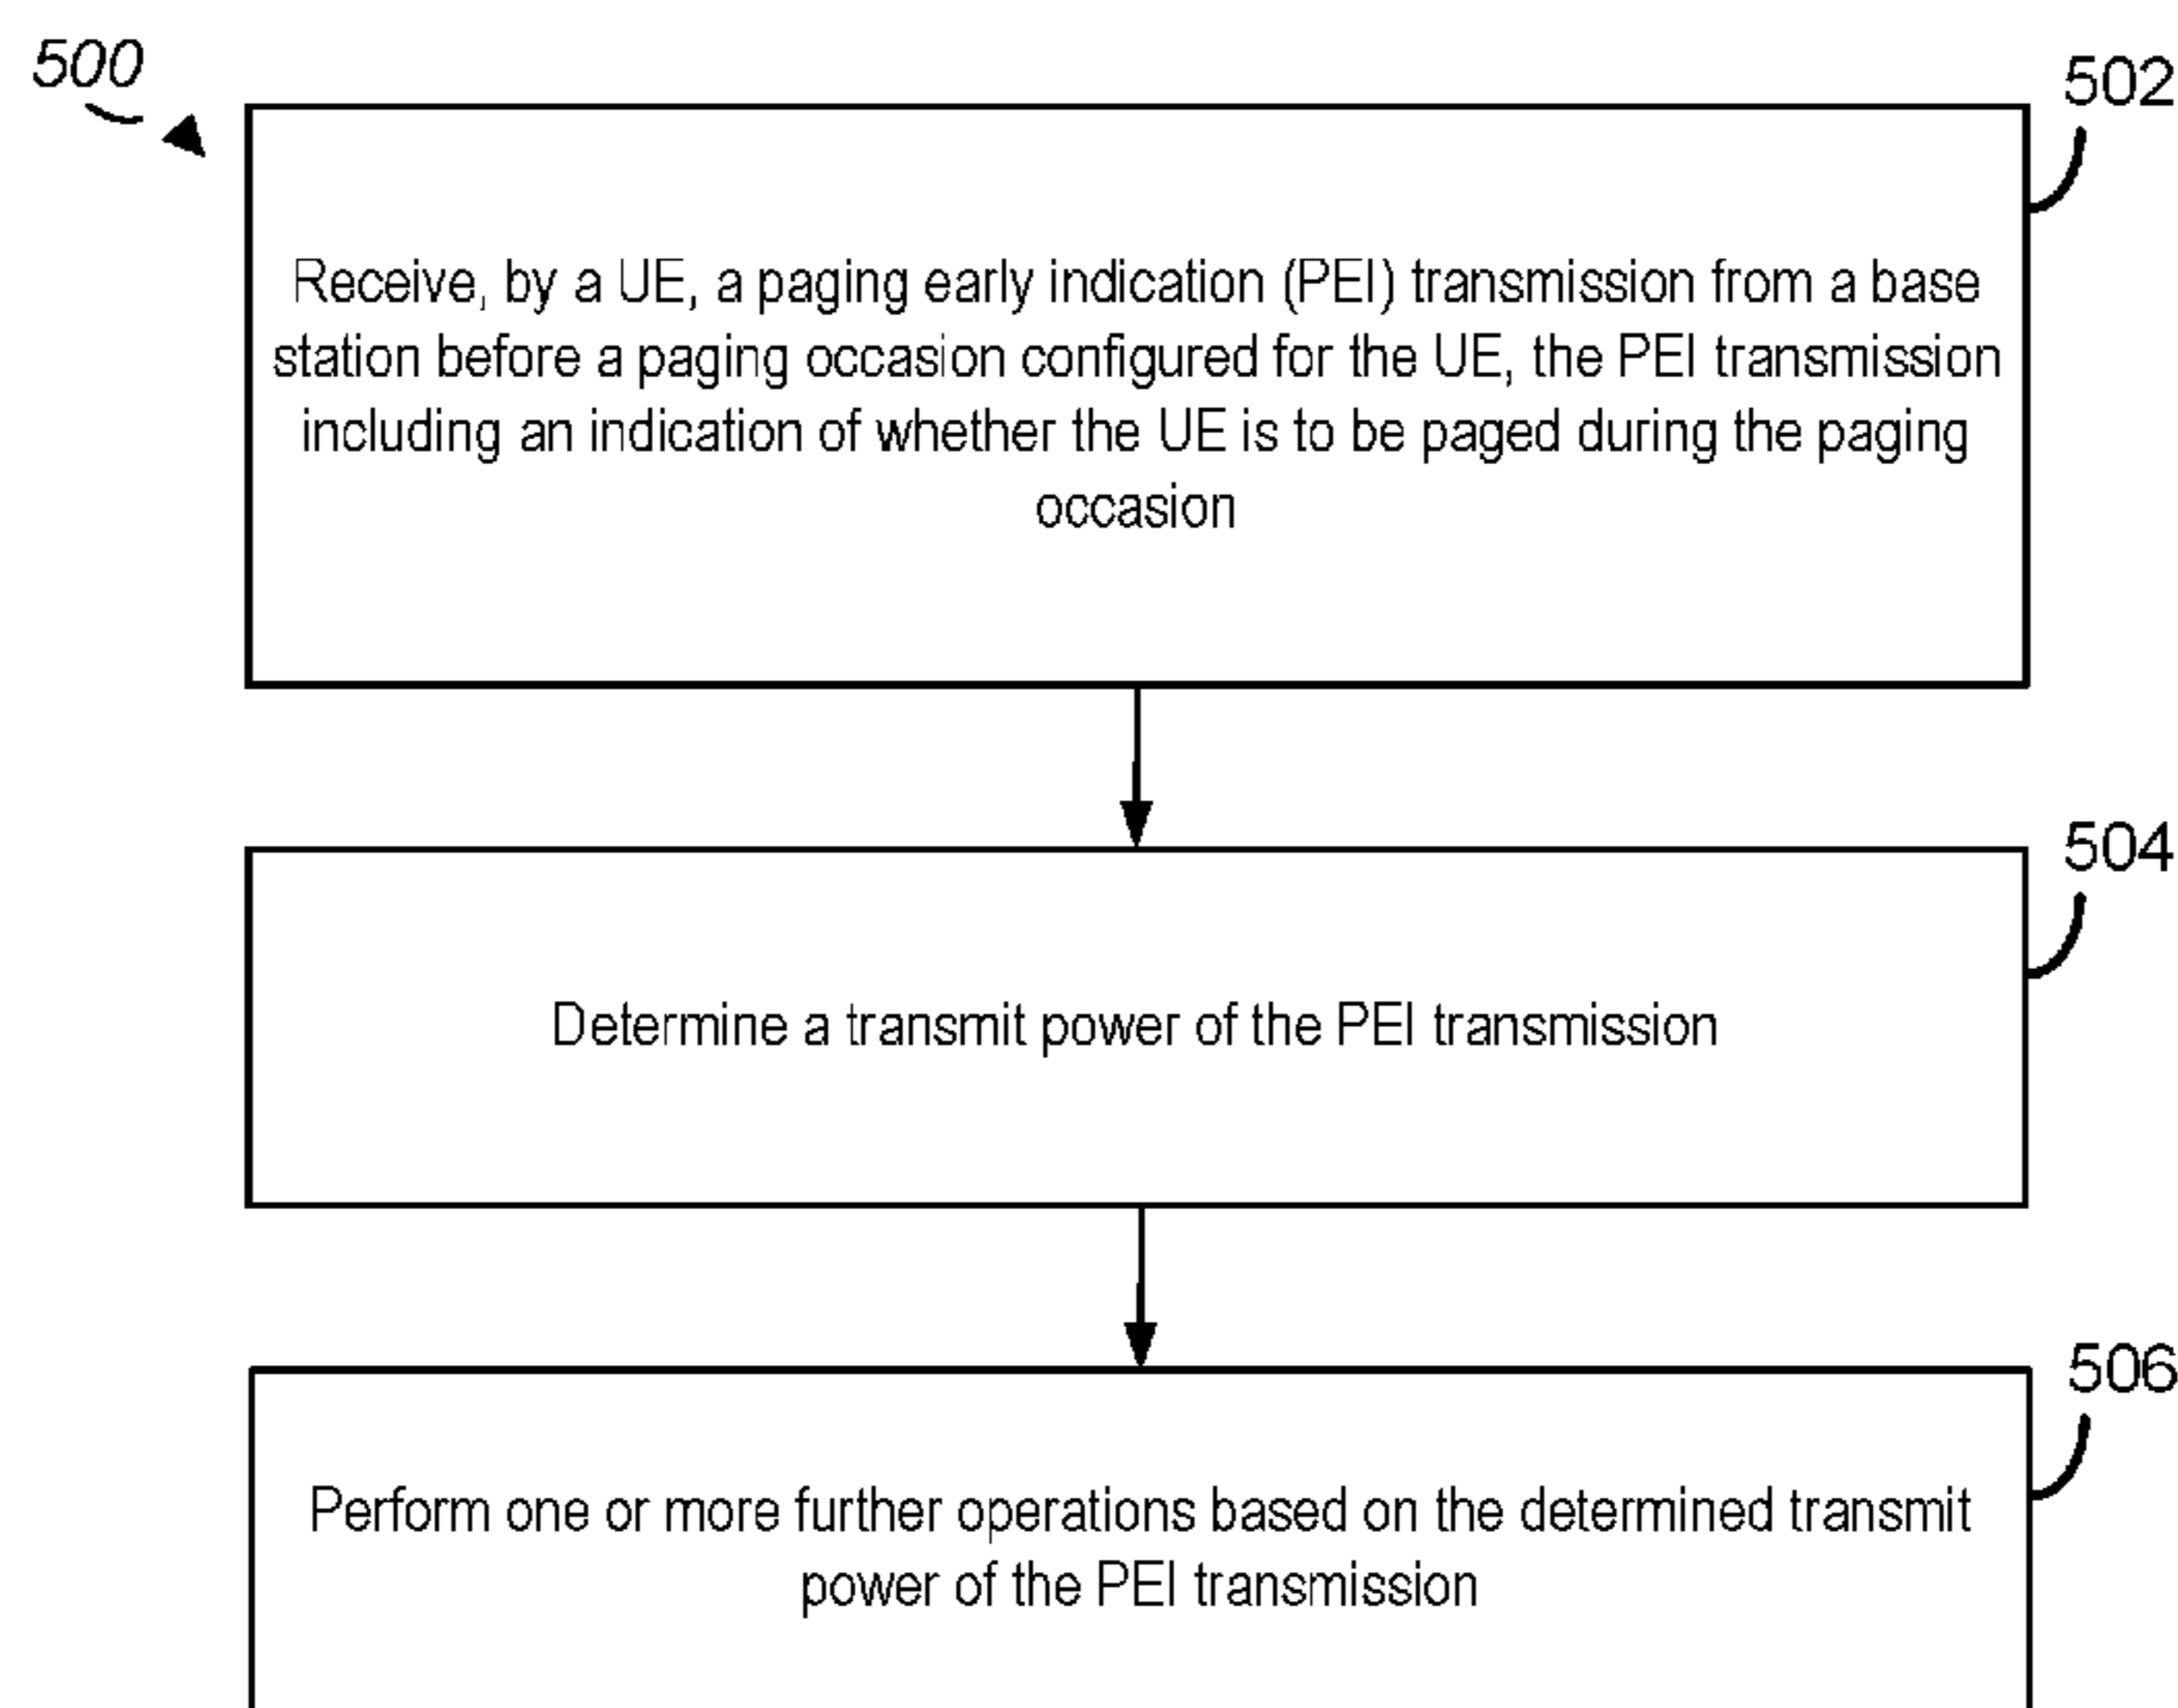 500
502
Receive, by a UE, a paging early indication (PEI) transmission from a base
station before a paging occasion configured for the UE, the PEI transmission
including an indication of whether the UE is to be paged during the paging
occasion
504
Determine a transmit power of the PEI transmission
506
Perform one or more further operations based on the determined transmit
power of the PEI transmission